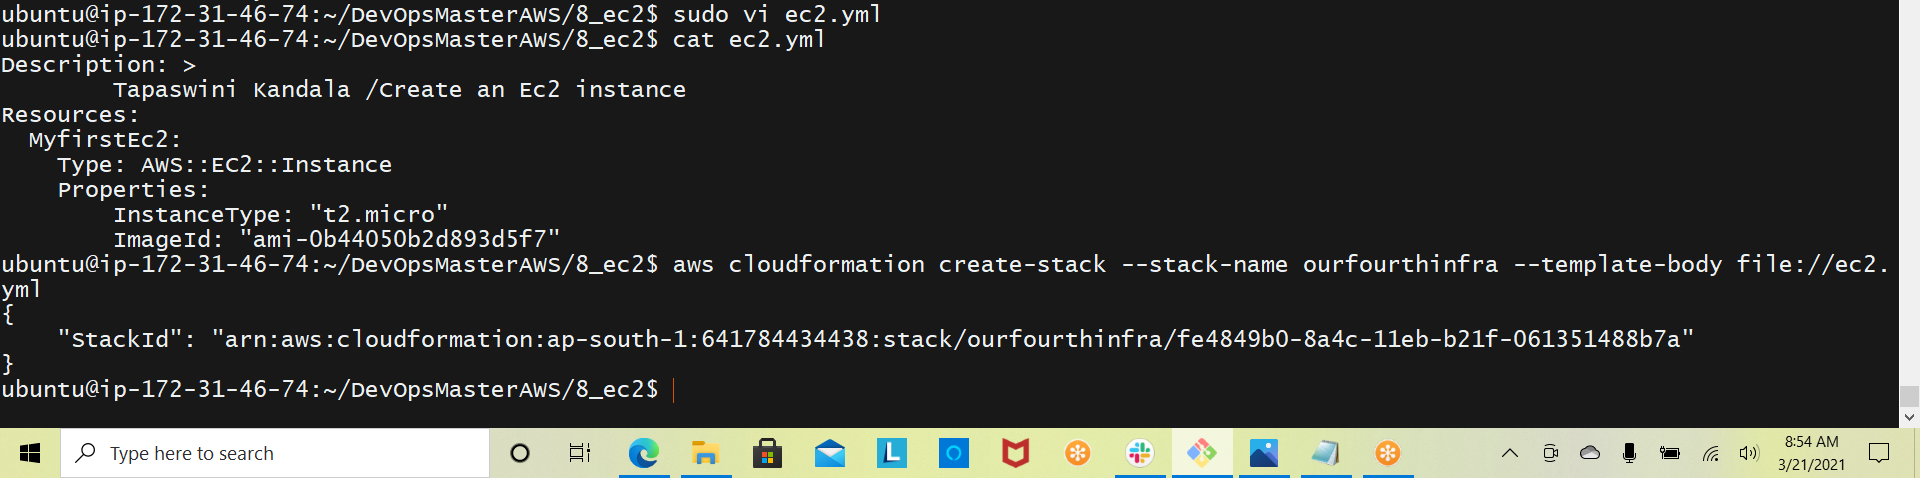 ubuntu@ip-172-31-46-74:~/DevOpsMasterAWS/8_ec2$ sudo vi ec2.yml
ubuntu@ip-172-31-46-74:~/DevOpsMasterAWS/8_ec2$ cat ec2.yml
Description: >
        Tapaswini Kandala /Create an Ec2 instance
Resources:
  MyfirstEc2:
    Type: AWS::EC2::Instance
    Properties:
        InstanceType: "t2.micro"
        ImageId: "ami-0b44050b2d893d5f7"
ubuntu@ip-172-31-46-74:~/DevOpsMasterAWS/8_ec2$ aws cloudformation create-stack --stack-name ourfourthinfra --template-body file://ec2.
yml
{
    "StackId": "arn:aws:cloudformation:ap-south-1:641784434438:stack/ourfourthinfra/fe4849b0-8a4c-11eb-b21f-061351488b7a"
}
ubuntu@ip-172-31-46-74:~/DevOpsMasterAWS/8_ec2$
Type here to search
L
8:54 AM
3/21/2021